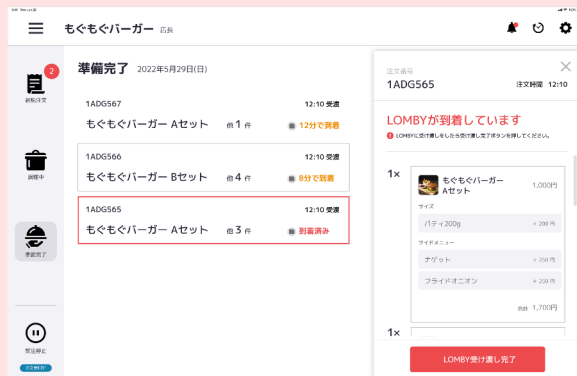 もぐもぐバーガー 店長
2
新規注文
調理中
準備完了
受注停止
準備完了 2022年5月29日(日)
1ADG567 12:10 受渡
もぐもぐバーガー Aセット 他1件 12分で到着
1ADG566 12:10 受渡
もぐもぐバーガー Bセット 他4件 8分で到着
1ADG565 12:10 受渡
もぐもぐバーガー Aセット 他3件 到着済み
注文番号
1ADG565 注文時間 12:10
LOMBYが到着しています
LOMBYに受け渡しをしたら受け渡し完了ボタンを押してください。
1× もぐもぐバーガー Aセット 1,000円
サイズ
パティ200g + 200円
サイドメニュー
ナゲット + 250円
フライドオニオン + 250円
合計 1,700円
1×
LOMBY受け渡し完了